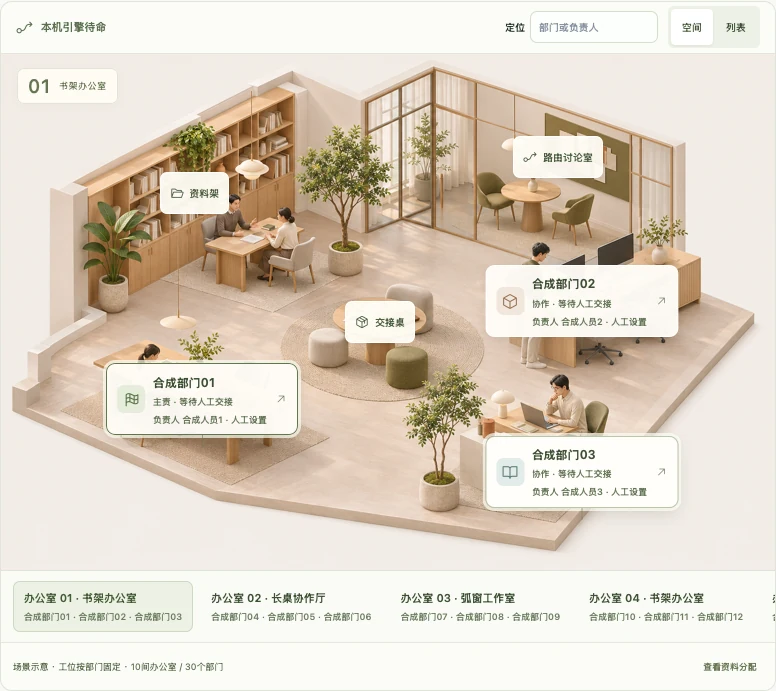 本机引擎待命
定位
部门或负责人
空间
列表
01 书架办公室
路由讨论室
资料架
合成部门02
协作 · 等待人工交接
负责人 合成人员2 · 人工设置
交接桌
合成部门01
主责 · 等待人工交接
负责人 合成人员1 · 人工设置
合成部门03
协作 · 等待人工交接
负责人 合成人员3 · 人工设置
办公室 01 · 书架办公室
合成部门01 · 合成部门02 · 合成部门03
办公室 02 · 长桌协作厅
合成部门04 · 合成部门05 · 合成部门06
办公室 03 · 弧窗工作室
合成部门07 · 合成部门08 · 合成部门09
办公室 04 · 书架办公室
合成部门10 · 合成部门11 · 合成部门12
场景示意 · 工位按部门固定 · 10间办公室 / 30个部门
查看资料分配